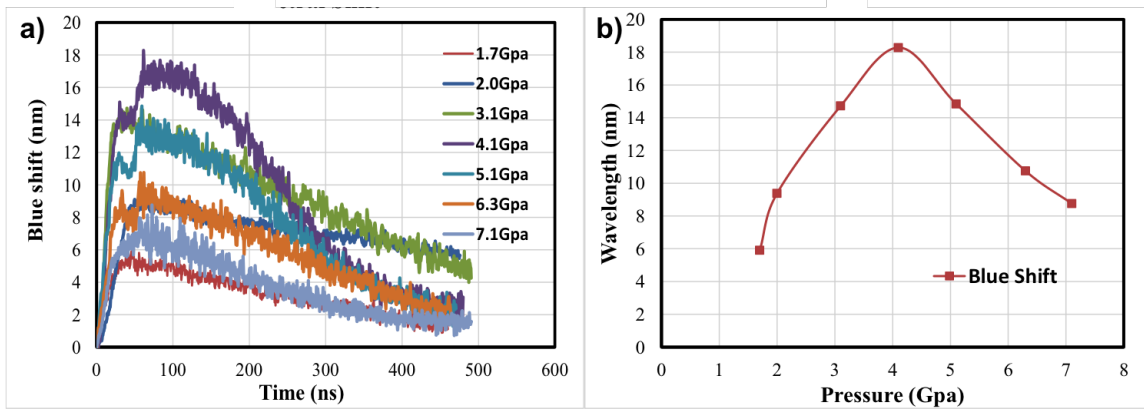 a)
20
18
16
14
12
10
8
6
4
2
0
Blue shift (nm)
0 100 200 300 400 500 600
Time (ns)
1.7Gpa
2.0Gpa
3.1Gpa
4.1Gpa
5.1Gpa
6.3Gpa
7.1Gpa
b)
20
18
16
14
12
10
8
6
4
2
0
Wavelength (nm)
Blue Shift
0 1 2 3 4 5 6 7 8
Pressure (Gpa)